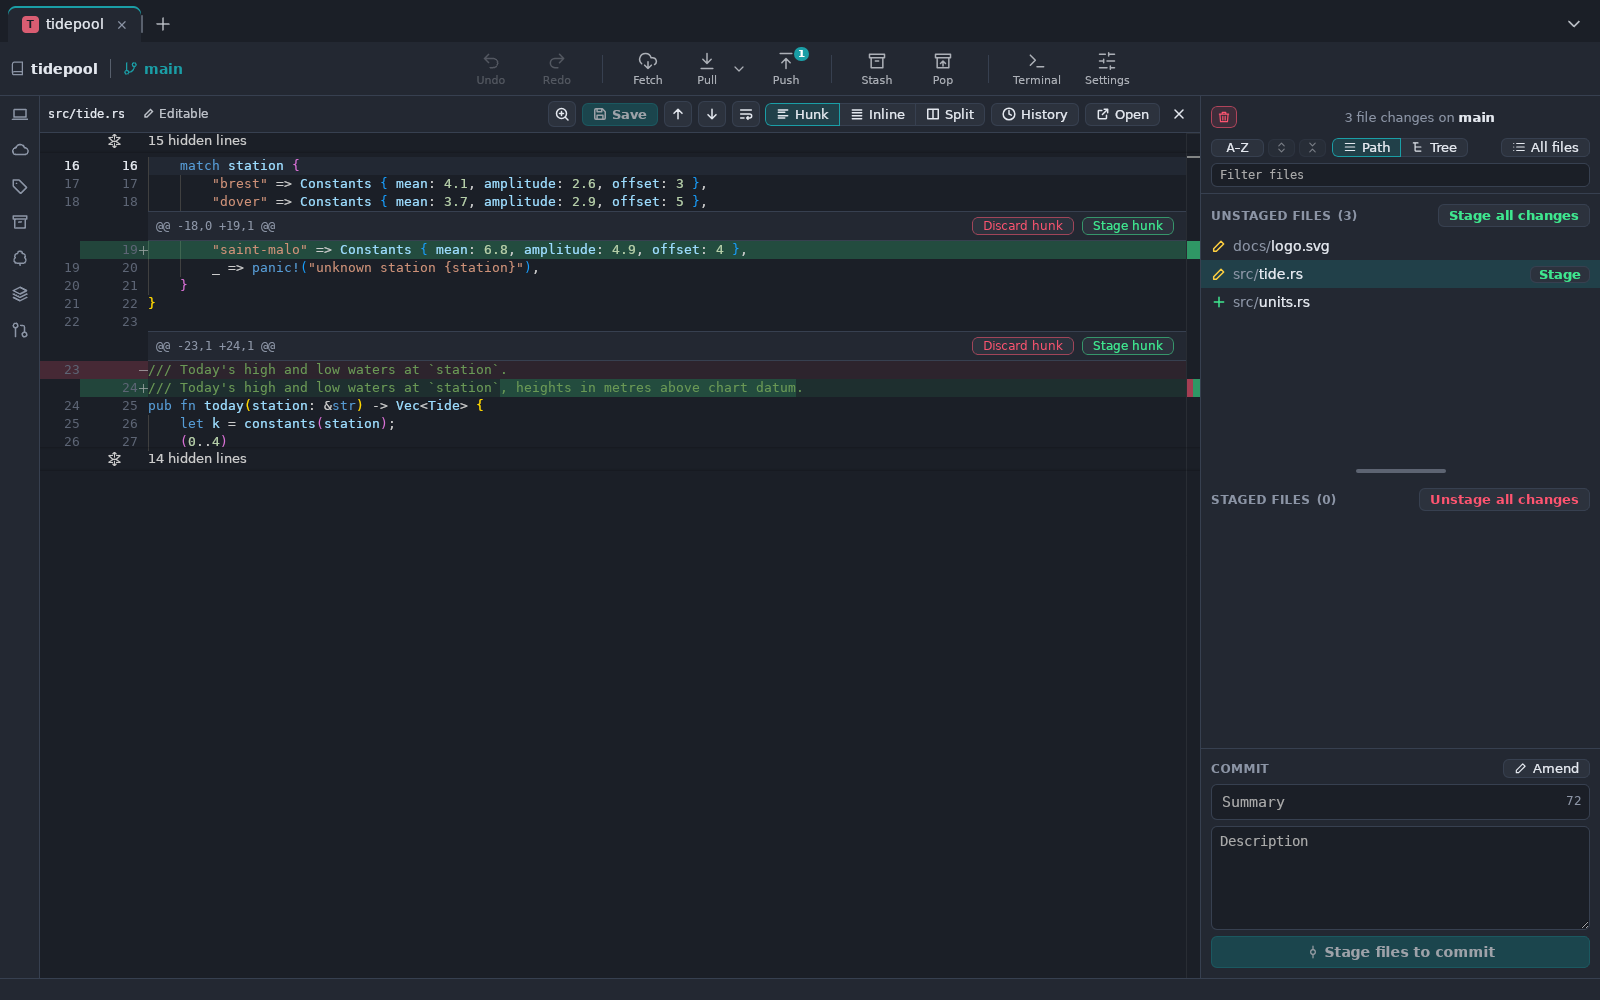 T tidepool
tidepool main
Undo Redo Fetch Pull Push 1 Stash Pop Terminal Settings
src/tide.rs Editable Save Hunk Inline Split History Open
15 hidden lines
16 16 match station {
17 17 "brest" => Constants { mean: 4.1, amplitude: 2.6, offset: 3 },
18 18 "dover" => Constants { mean: 3.7, amplitude: 2.9, offset: 5 },
@@ -18,0 +19,1 @@ Discard hunk Stage hunk
19+ "saint-malo" => Constants { mean: 6.8, amplitude: 4.9, offset: 4 },
19 20 _ => panic!("unknown station {station}"),
20 21 }
21 22 }
22 23
@@ -23,1 +24,1 @@ Discard hunk Stage hunk
23 −/// Today's high and low waters at `station`.
24+/// Today's high and low waters at `station`, heights in metres above chart datum.
24 25 pub fn today(station: &str) -> Vec<Tide> {
25 26 let k = constants(station);
26 27 (0..4)
14 hidden lines
3 file changes on main
A–Z Path Tree All files
Filter files
UNSTAGED FILES (3) Stage all changes
docs/logo.svg
src/tide.rs Stage
src/units.rs
STAGED FILES (0) Unstage all changes
COMMIT Amend
Summary 72
Description
Stage files to commit